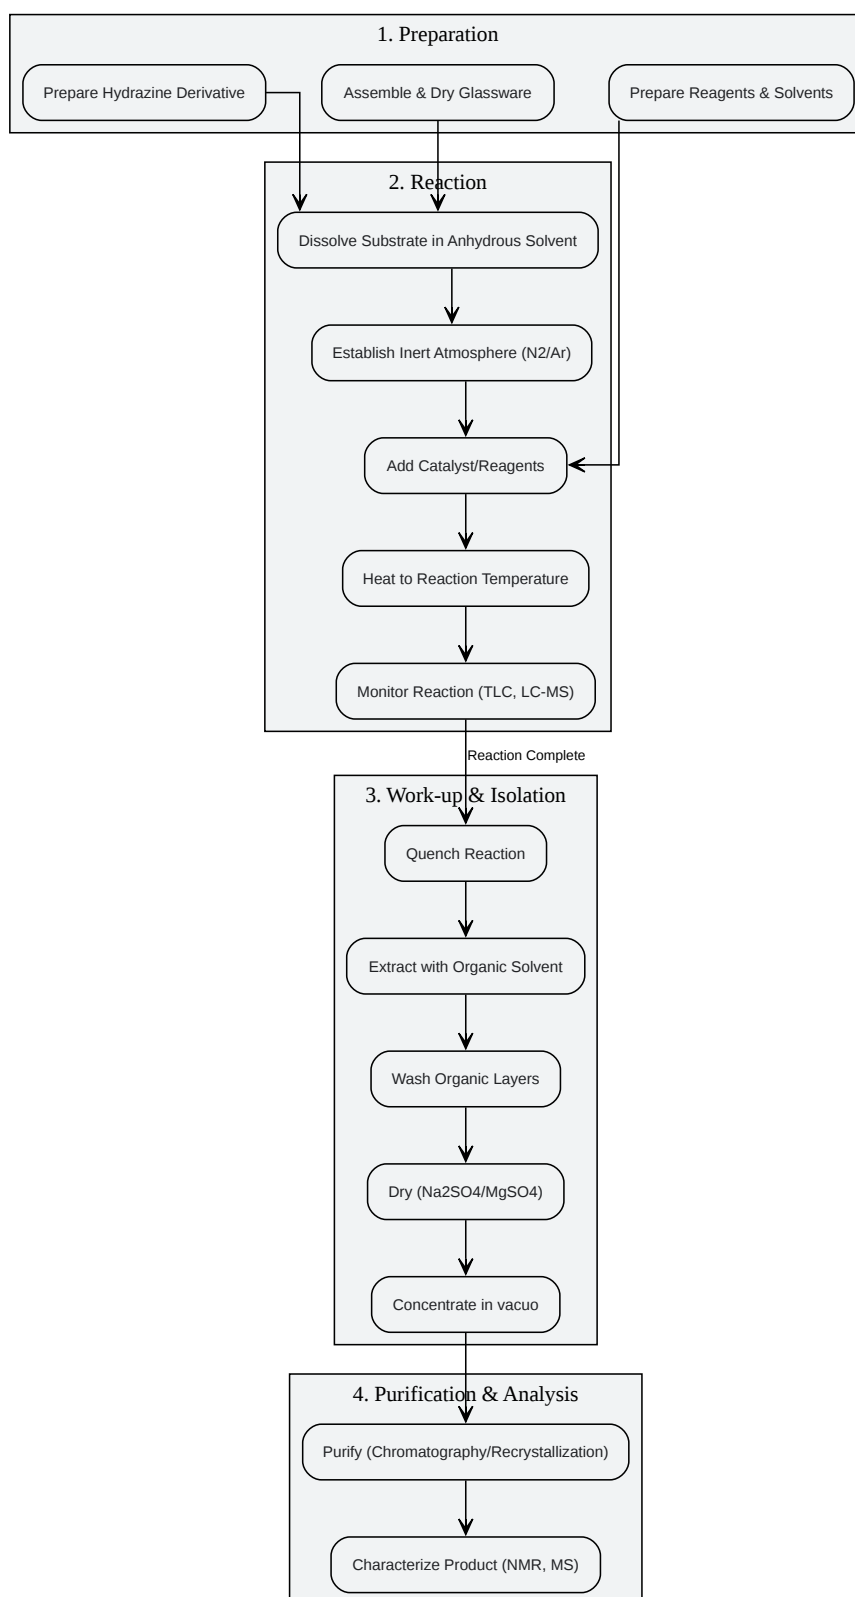 1. Preparation
Prepare Hydrazine Derivative
Assemble & Dry Glassware
Prepare Reagents & Solvents
2. Reaction
Dissolve Substrate in Anhydrous Solvent
Establish Inert Atmosphere (N2/Ar)
Add Catalyst/Reagents
Heat to Reaction Temperature
Monitor Reaction (TLC, LC-MS)
Reaction Complete
3. Work-up & Isolation
Quench Reaction
Extract with Organic Solvent
Wash Organic Layers
Dry (Na2SO4/MgSO4)
Concentrate in vacuo
4. Purification & Analysis
Purify (Chromatography/Recrystallization)
Characterize Product (NMR, MS)